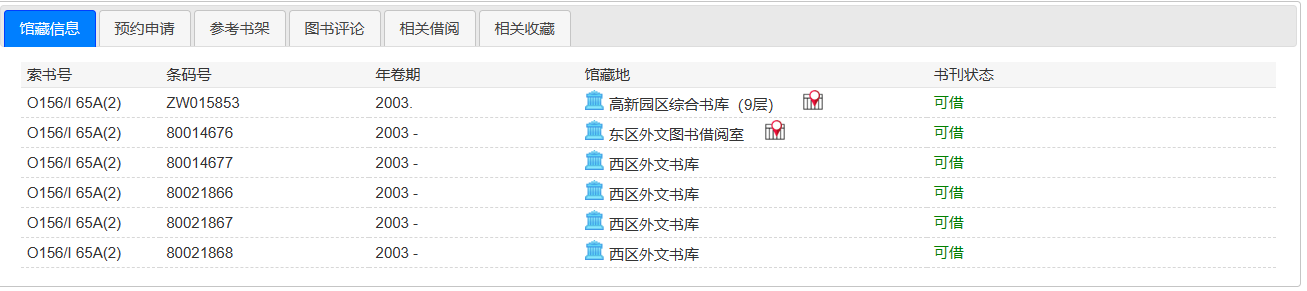 馆藏信息 预约申请 参考书架 图书评论 相关借阅 相关收藏
索书号 条码号 年卷期 馆藏地 书刊状态
O156/I 65A(2) ZW015853 2003. 高新园区综合书库（9层） 可借
O156/I 65A(2) 80014676 2003 - 东区外文图书借阅室 可借
O156/I 65A(2) 80014677 2003 - 西区外文书库 可借
O156/I 65A(2) 80021866 2003 - 西区外文书库 可借
O156/I 65A(2) 80021867 2003 - 西区外文书库 可借
O156/I 65A(2) 80021868 2003 - 西区外文书库 可借